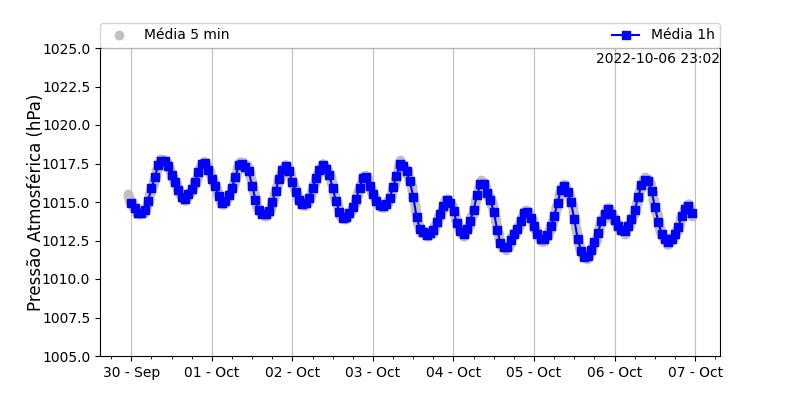 Média 5 min
Média 1h
2022-10-06 23:02
Pressão Atmosférica (hPa)
1025.0
1022.5
1020.0
1017.5
1015.0
1012.5
1010.0
1007.5
1005.0
30 - Sep
01 - Oct
02 - Oct
03 - Oct
04 - Oct
05 - Oct
06 - Oct
07 - Oct